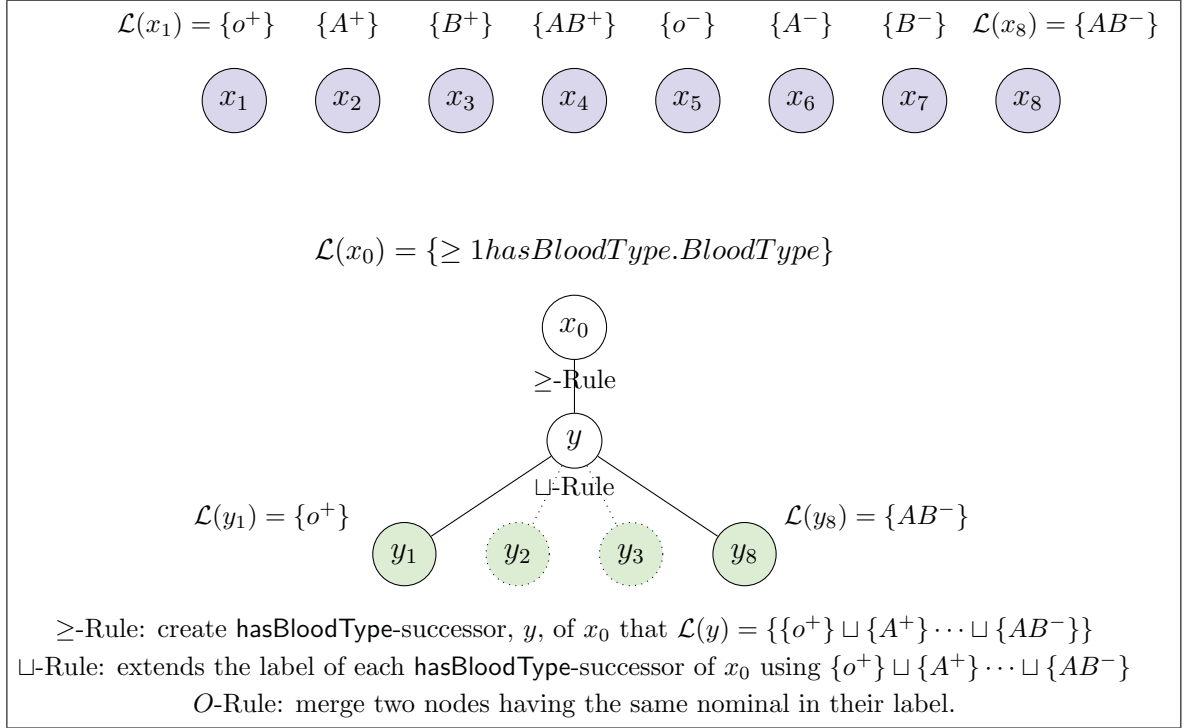 ℒ(x₁) = {o⁺} {A⁺} {B⁺} {AB⁺} {o⁻} {A⁻} {B⁻} ℒ(x₈) = {AB⁻}
x₁ x₂ x₃ x₄ x₅ x₆ x₇ x₈
ℒ(x₀) = {≥ 1hasBloodType.BloodType}
x₀
≥-Rule
y
⊔-Rule
ℒ(y₁) = {o⁺} ℒ(y₈) = {AB⁻}
y₁ y₂ y₃ y₈
≥-Rule: create hasBloodType-successor, y, of x₀ that ℒ(y) = {{o⁺} ⊔ {A⁺} ⋯ ⊔ {AB⁻}}
⊔-Rule: extends the label of each hasBloodType-successor of x₀ using {o⁺} ⊔ {A⁺} ⋯ ⊔ {AB⁻}
O-Rule: merge two nodes having the same nominal in their label.